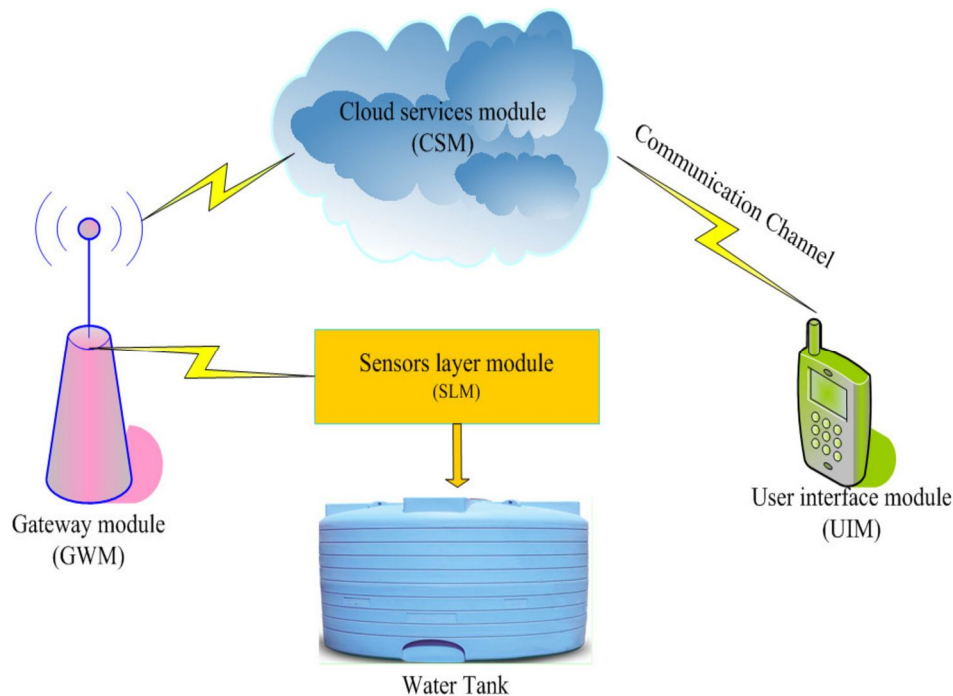 Cloud services module
(CSM)
Communication Channel
Sensors layer module
(SLM)
Gateway module
(GWM)
User interface module
(UIM)
Water Tank